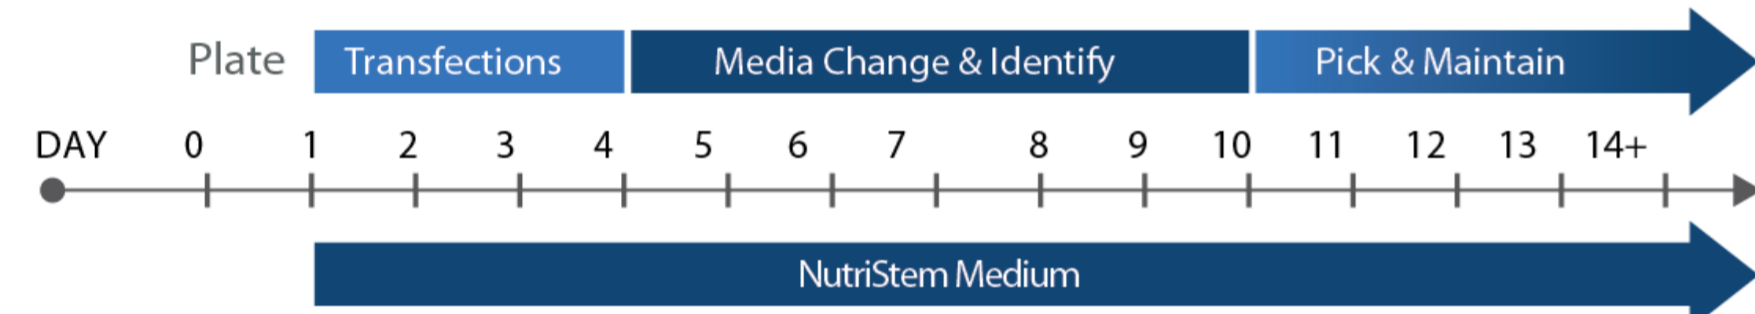 Plate Transfections Media Change & Identify Pick & Maintain
DAY 0 1 2 3 4 5 6 7 8 9 10 11 12 13 14+
NutriStem Medium